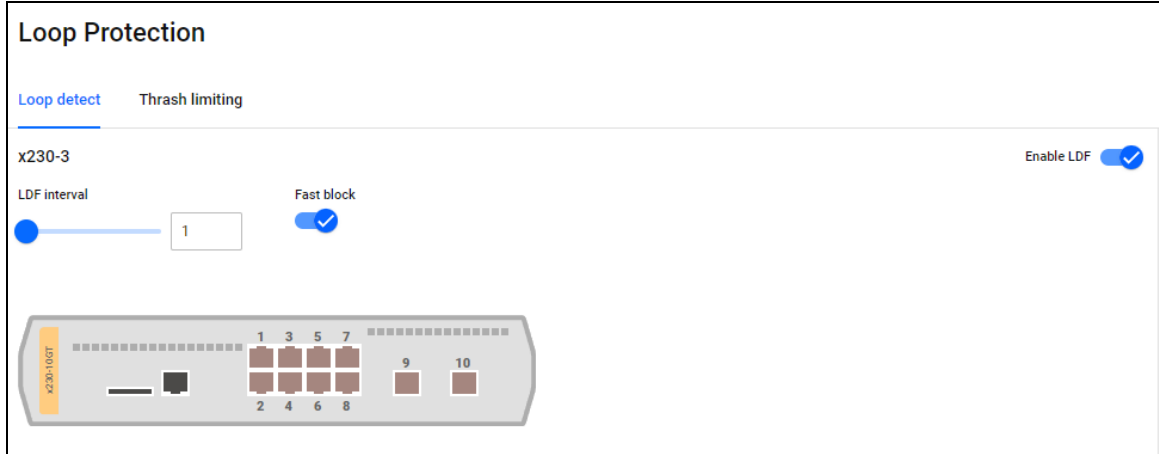 Loop Protection
Loop detect Thrash limiting
x230-3 Enable LDF
LDF interval Fast block
1
1 3 5 7
9 10
x230-10GT
2 4 6 8